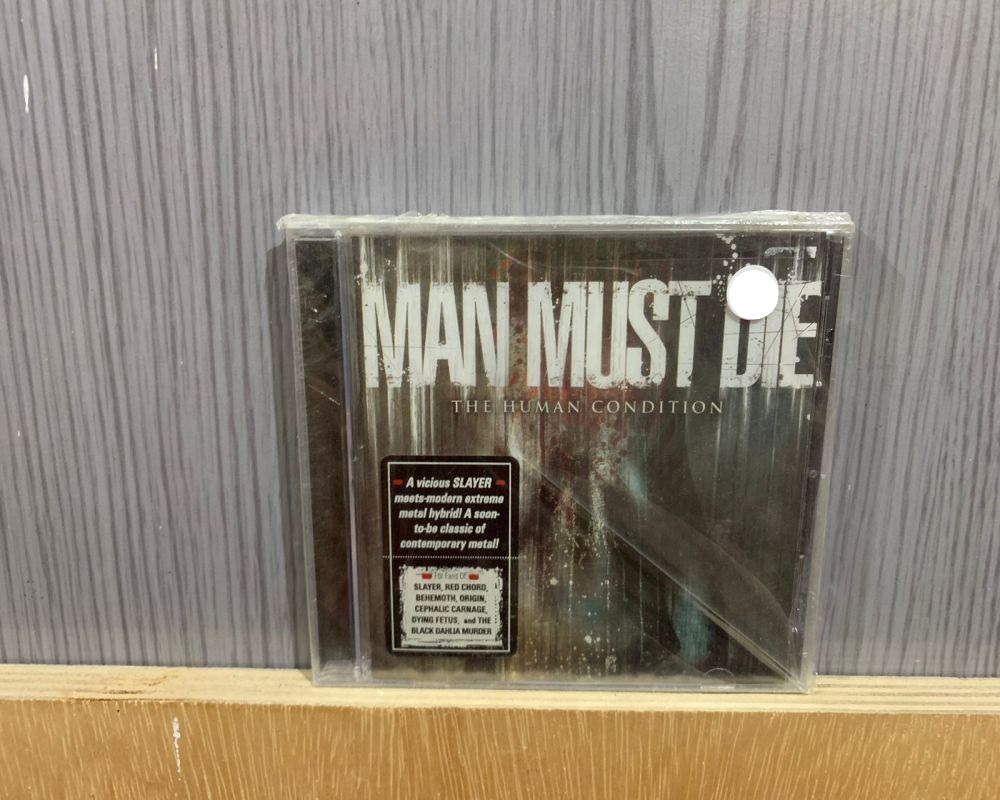 MAN MUST DIE
THE HUMAN CONDITION
A vicious SLAYER
meets-modern extreme
metal hybrid! A soon-
to-be classic of
contemporary metal!
For Fans Of
SLAYER, RED CHORD,
BEHEMOTH, ORIGIN,
CEPHALIC CARNAGE,
DYING FETUS, and THE
BLACK DAHLIA MURDER